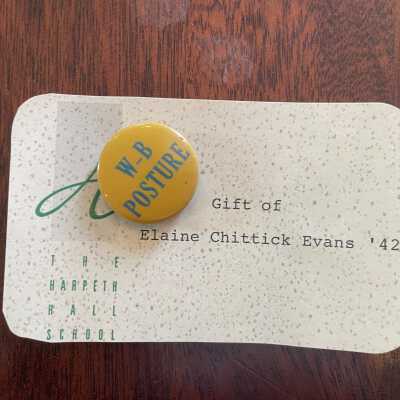 W-B
POSTURE
Gift of
Elaine Chittick Evans '42
THE
HARPETH
HALL
SCHOOL